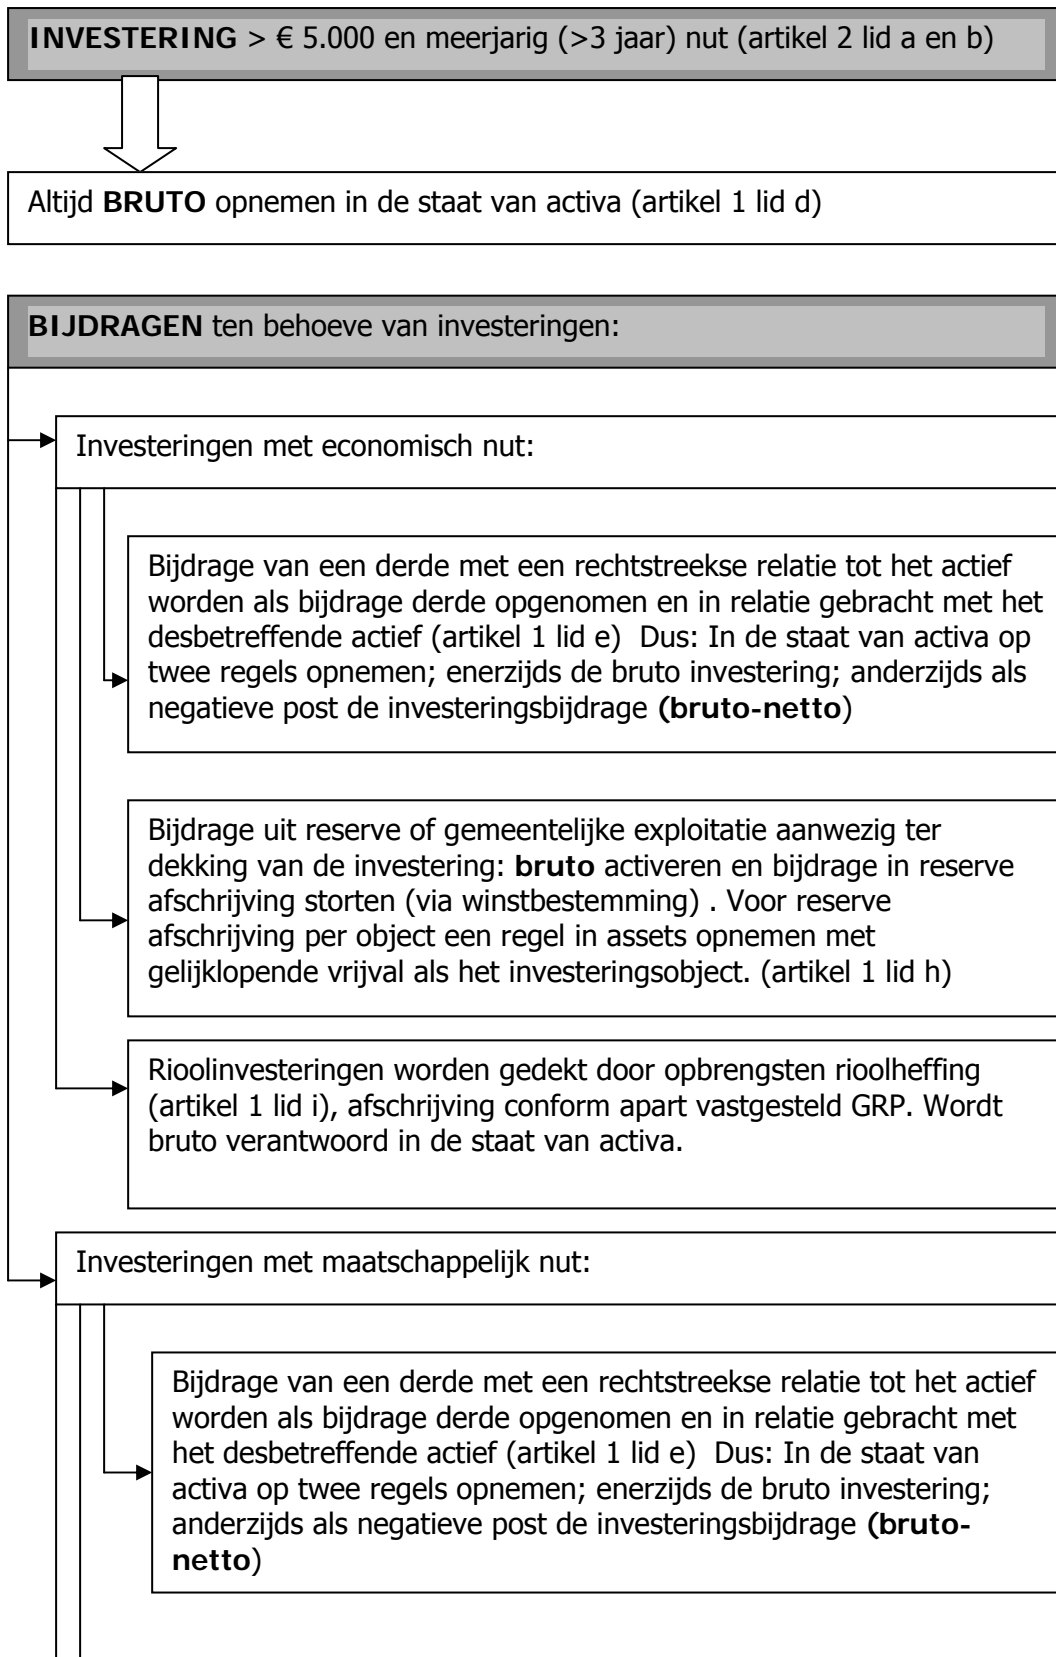 INVESTERING > € 5.000 en meerjarig (>3 jaar) nut (artikel 2 lid a en b)
Altijd BRUTO opnemen in de staat van activa (artikel 1 lid d)
BIJDRAGEN ten behoeve van investeringen:
Investeringen met economisch nut:
Bijdrage van een derde met een rechtstreekse relatie tot het actief
worden als bijdrage derde opgenomen en in relatie gebracht met het
desbetreffende actief (artikel 1 lid e) Dus: In de staat van activa op
twee regels opnemen; enerzijds de bruto investering; anderzijds als
negatieve post de investeringsbijdrage (bruto-netto)
Bijdrage uit reserve of gemeentelijke exploitatie aanwezig ter
dekking van de investering: bruto activeren en bijdrage in reserve
afschrijving storten (via winstbestemming) . Voor reserve
afschrijving per object een regel in assets opnemen met
gelijklopende vrijval als het investeringsobject. (artikel 1 lid h)
Rioolinvesteringen worden gedekt door opbrengsten rioolheffing
(artikel 1 lid i), afschrijving conform apart vastgesteld GRP. Wordt
bruto verantwoord in de staat van activa.
Investeringen met maatschappelijk nut:
Bijdrage van een derde met een rechtstreekse relatie tot het actief
worden als bijdrage derde opgenomen en in relatie gebracht met
het desbetreffende actief (artikel 1 lid e) Dus: In de staat van
activa op twee regels opnemen; enerzijds de bruto investering;
anderzijds als negatieve post de investeringsbijdrage (bruto-
netto)